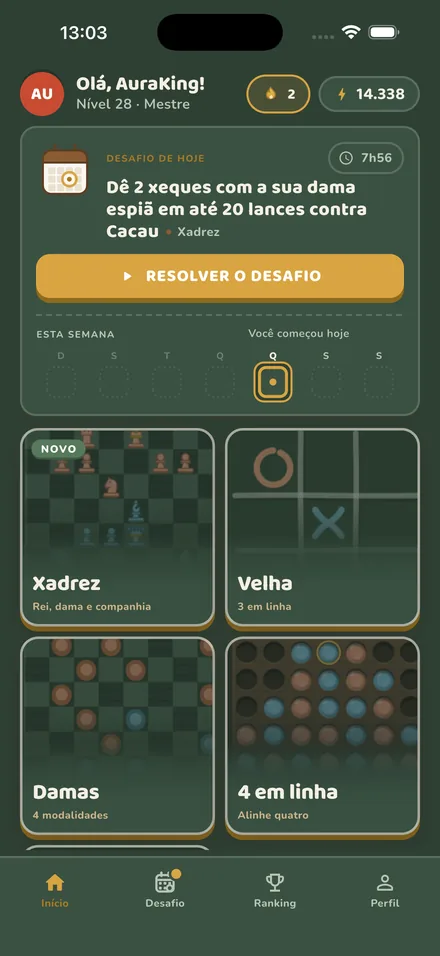 13:03
AU
Olá, AuraKing!
Nível 28 · Mestre
2
14.338
DESAFIO DE HOJE
7h56
Dê 2 xeques com a sua dama
espiã em até 20 lances contra
Cacau • Xadrez
RESOLVER O DESAFIO
ESTA SEMANA
Você começou hoje
D S T Q Q S S
NOVO
Xadrez
Rei, dama e companhia
Velha
3 em linha
Damas
4 modalidades
4 em linha
Alinhe quatro
Início
Desafio
Ranking
Perfil